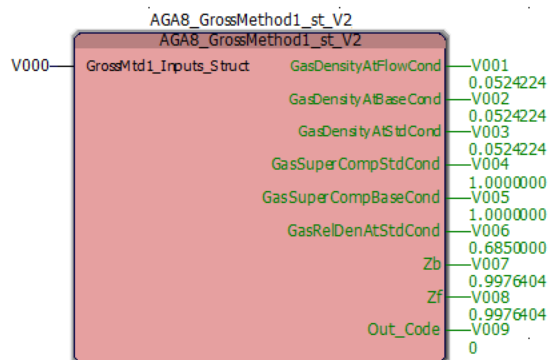 AGA8_GrossMethod1_st_V2
AGA8_GrossMethod1_st_V2
V000 GrossMtd1_Inputs_Struct GasDensityAtFlowCond V001
0.0524224
GasDensityAtBaseCond V002
0.0524224
GasDensityAtStdCond V003
0.0524224
GasSuperCompStdCond V004
1.0000000
GasSuperCompBaseCond V005
1.0000000
GasRelDenAtStdCond V006
0.6850000
Zb V007
0.9976404
Zf V008
0.9976404
Out_Code V009
0